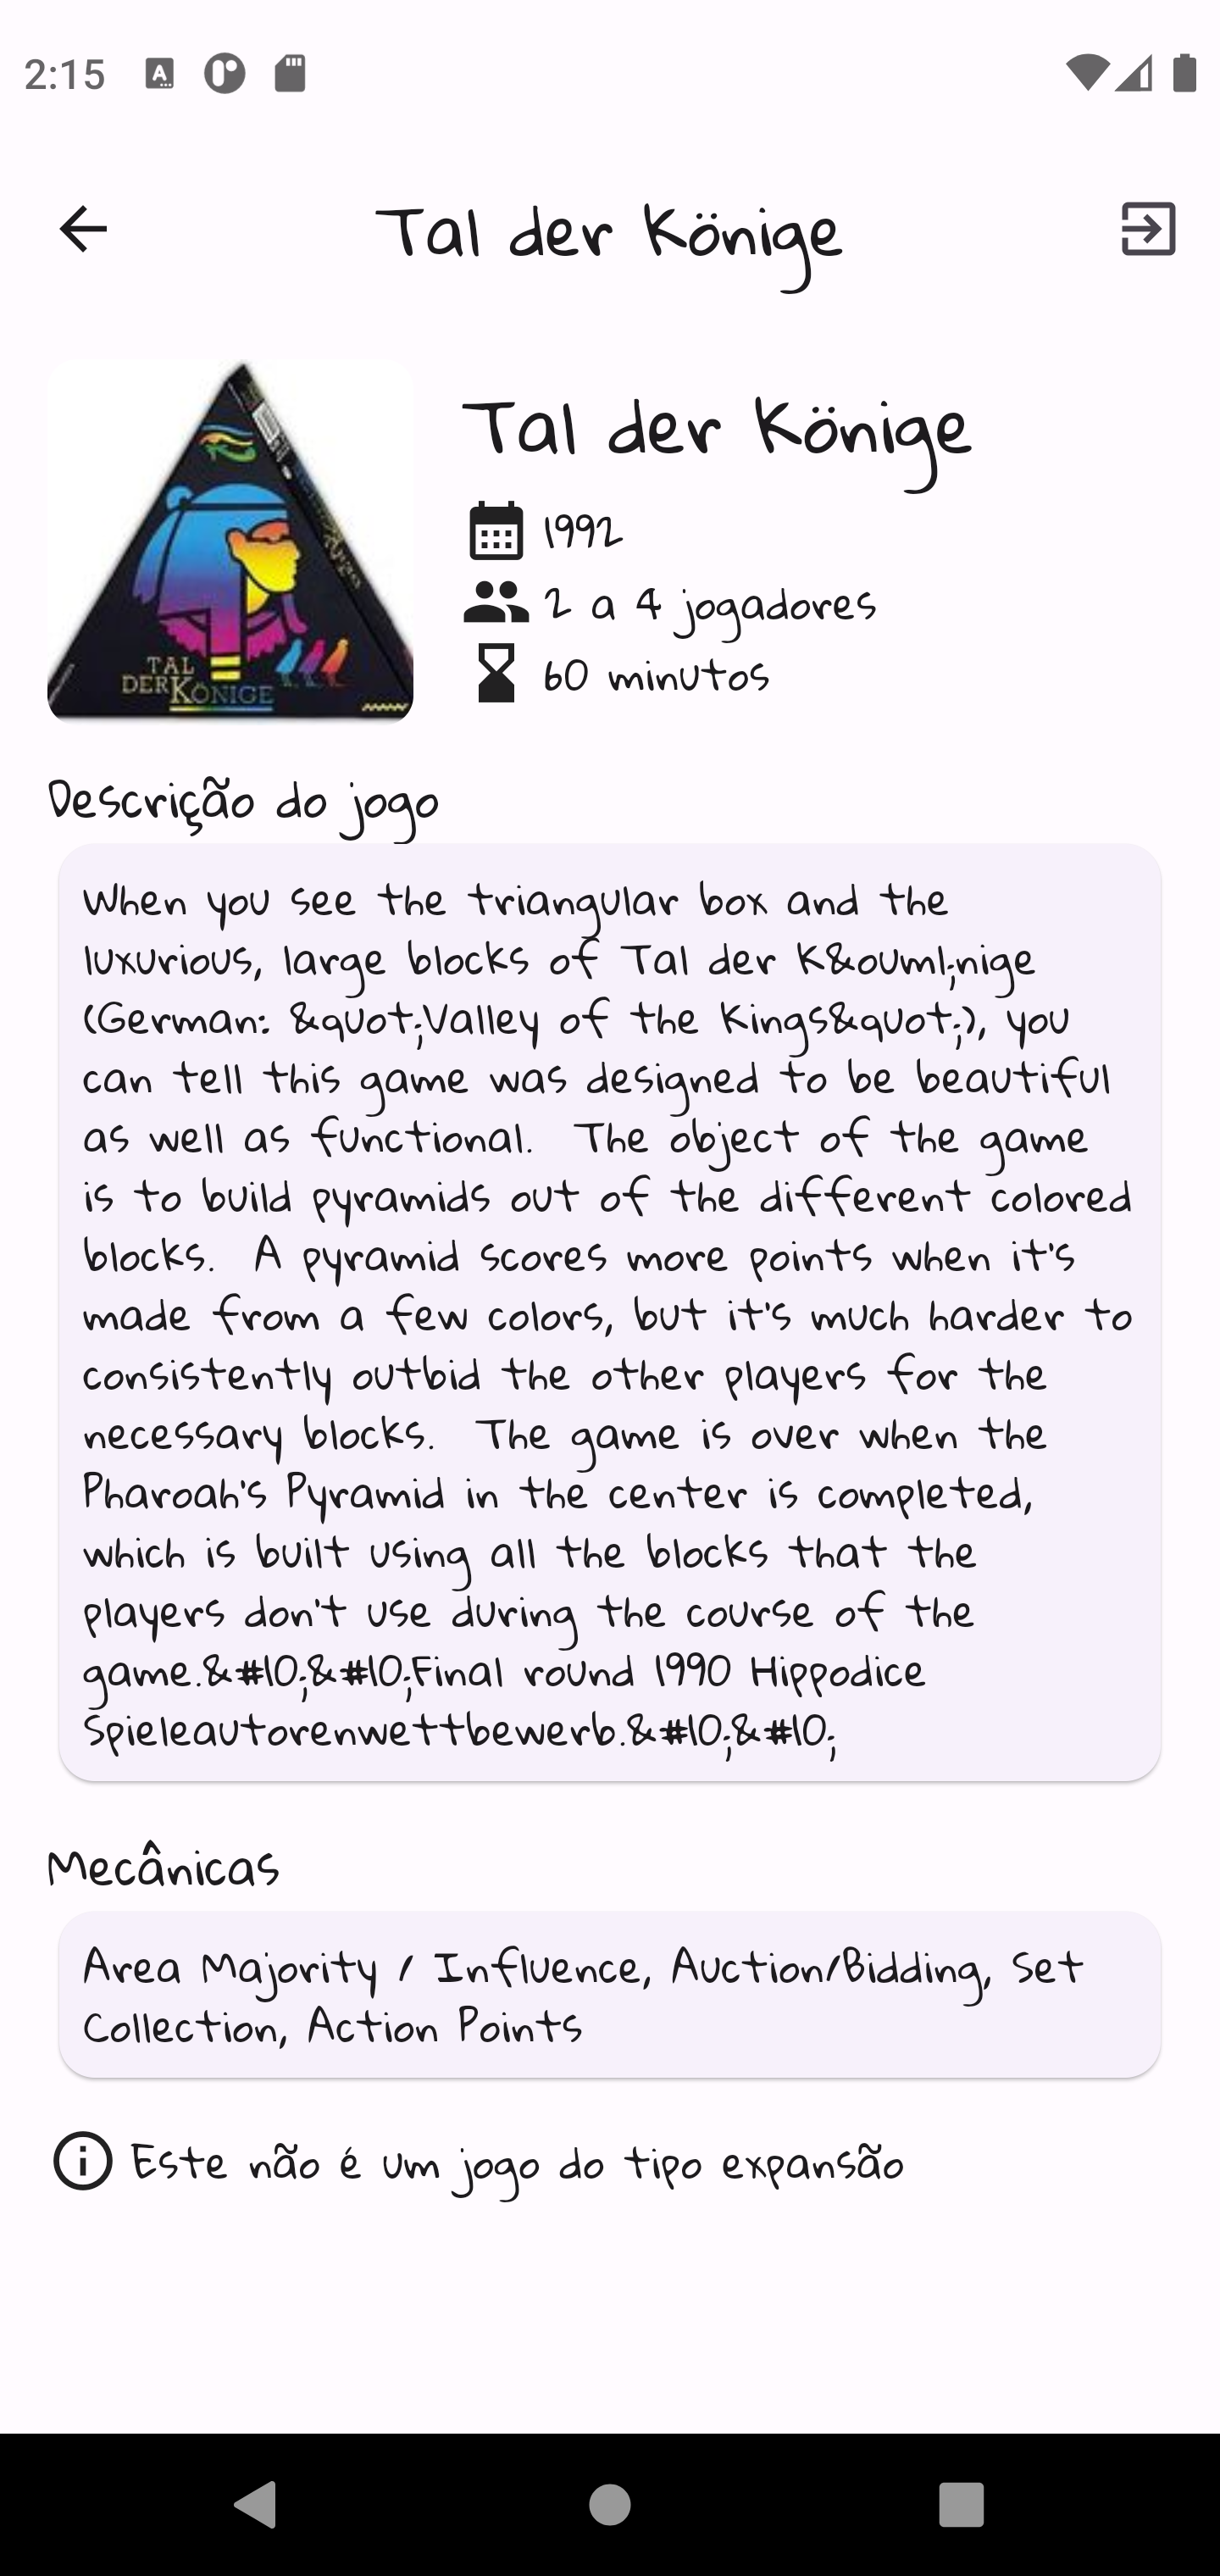 2:15
Tal der Könige
Tal der Könige
1992
2 a 4 jogadores
60 minutos
TAL
DER KÖNIGE
Descrição do jogo
When you see the triangular box and the
luxurious, large blocks of Tal der K&ouml;nige
(German: &quot;Valley of the Kings&quot;), you
can tell this game was designed to be beautiful
as well as functional.  The object of the game
is to build pyramids out of the different colored
blocks.  A pyramid scores more points when it's
made from a few colors, but it's much harder to
consistently outbid the other players for the
necessary blocks.  The game is over when the
Pharoah's Pyramid in the center is completed,
which is built using all the blocks that the
players don't use during the course of the
game.&#10;&#10;Final round 1990 Hippodice
Spieleautorenwettbewerb.&#10;&#10;
Mecânicas
Area Majority / Influence, Auction/Bidding, Set
Collection, Action Points
Este não é um jogo do tipo expansão